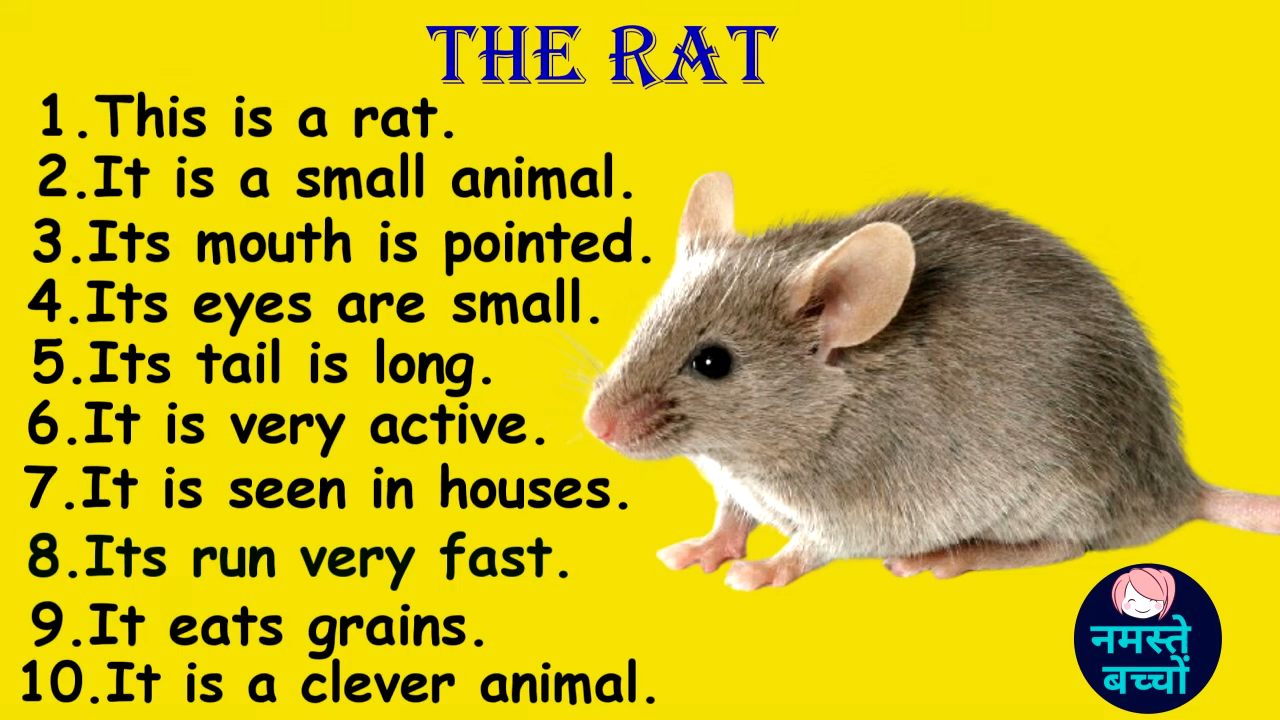 THE RAT
1.This is a rat.
2.It is a small animal.
3.Its mouth is pointed.
4.Its eyes are small.
5.Its tail is long.
6.It is very active.
7.It is seen in houses.
8.Its run very fast.
9.It eats grains.
10.It is a clever animal.
नमस्ते
बच्चों